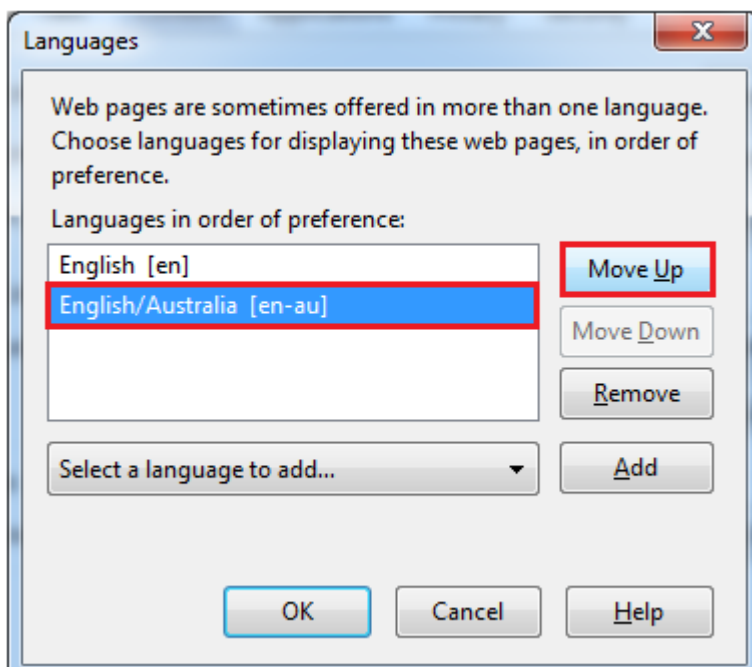 Languages
Web pages are sometimes offered in more than one language.
Choose languages for displaying these web pages, in order of
preference.
Languages in order of preference:
English [en]
Move Up
English/Australia [en-au]
Move Down
Remove
Select a language to add...
Add
OK
Cancel
Help